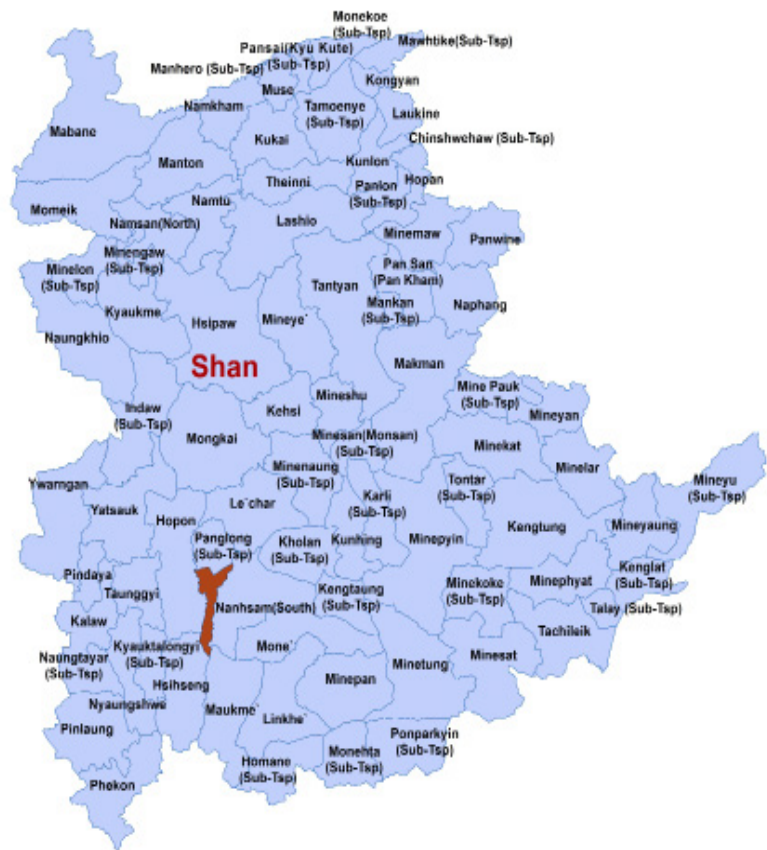 Monekoe
(Sub-Tsp)
Mawhtike(Sub-Tsp)
Pansai(Kyu Kute)
(Sub-Tsp)
Manhero (Sub-Tsp)
Kongyan
Muse
Namkham
Tamoenye
(Sub-Tsp)
Laukine
Mabane
Kukai
Chinshwehaw (Sub-Tsp)
Manton
Kunlon
Theinni
Panlon
(Sub-Tsp)
Hopan
Momeik
Namtu
Namsan(North)
Lashio
Minemaw
Panwine
Minengaw
(Sub-Tsp)
Minelon
(Sub-Tsp)
Pan San
(Pan Kham)
Tantyan
Mankan
(Sub-Tsp)
Naphang
Kyaukme
Hsipaw
Mineye`
Naungkhio
Shan
Makman
Mine Pauk
(Sub-Tsp)
Mineshu
Mineyan
Indaw
(Sub-Tsp)
Kehsi
Mongkai
Minesan(Monsan)
(Sub-Tsp)
Minekat
Minenaung
(Sub-Tsp)
Minelar
Ywarngan
Tontar
(Sub-Tsp)
Mineyu
(Sub-Tsp)
Karli
(Sub-Tsp)
Le`char
Yatsauk
Hopon
Kengtung
Mineyaung
Panglong
(Sub-Tsp)
Kholan
(Sub-Tsp)
Kunhing
Minepyin
Kenglat
(Sub-Tsp)
Pindaya
Taunggyi
Minekoke
(Sub-Tsp)
Minephyat
Kengtaung
(Sub-Tsp)
Nanhsam(South)
Talay (Sub-Tsp)
Kalaw
Tachileik
Kyauktalongyi
(Sub-Tsp)
Mone`
Naungtayar
(Sub-Tsp)
Minesat
Minetung
Hsihseng
Minepan
Nyaungshwe
Maukme`
Linkhe`
Pinlaung
Ponparkyin
(Sub-Tsp)
Monehta
(Sub-Tsp)
Homane
(Sub-Tsp)
Phekon